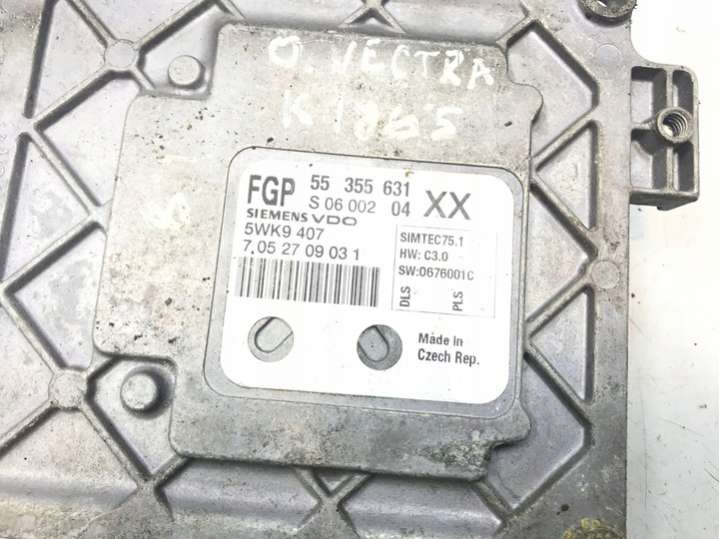 O. VECTRA
K 1865
FGP 55 355 631 XX
S 06 002 04
SIEMENS VDO
5WK9 407
7,05 27 09 03 1
SIMTEC75.1
HW: C3.0
SW:0676001C
DLS PLS
Made in
Czech Rep.